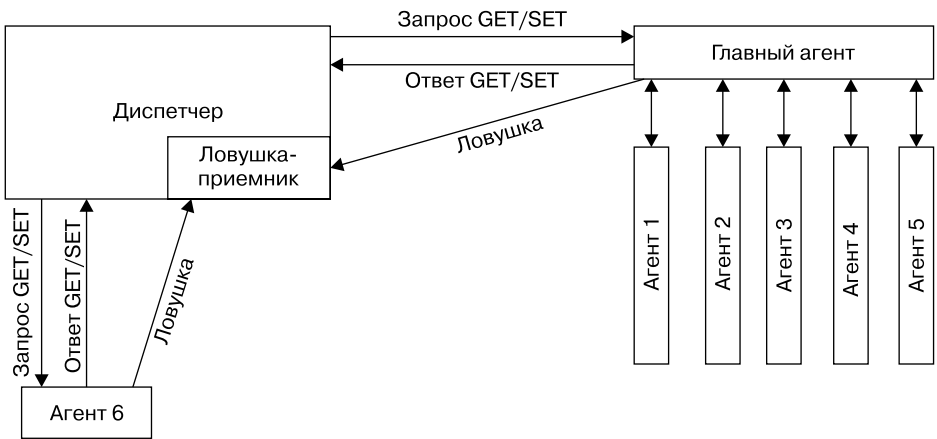 Запрос GET/SET
Главный агент
Ответ GET/SET
Диспетчер
Ловушка
Ловушка-
приемник
Агент 1
Агент 2
Агент 3
Агент 4
Агент 5
Запрос GET/SET
Ответ GET/SET
Ловушка
Агент 6